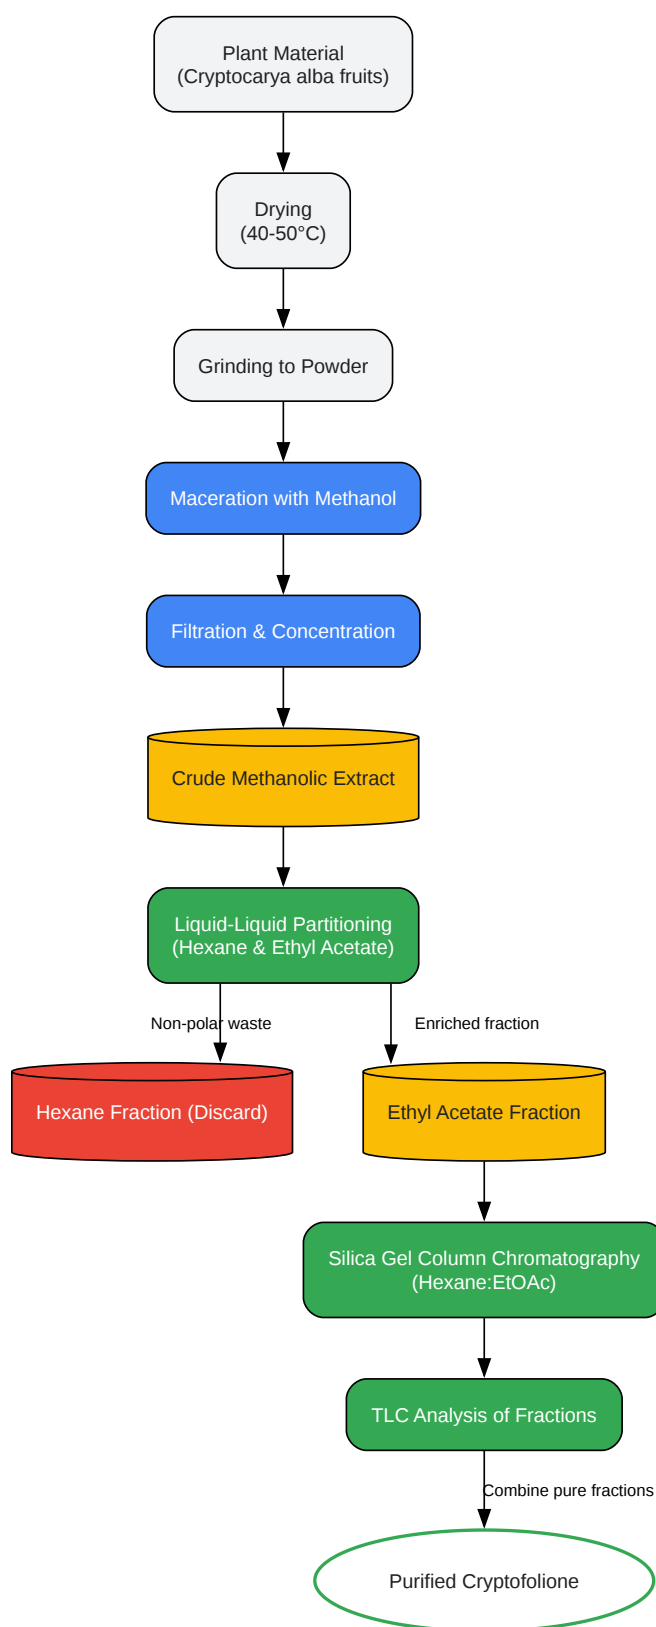 Plant Material
(Cryptocarya alba fruits)
Drying
(40-50°C)
Grinding to Powder
Maceration with Methanol
Filtration & Concentration
Crude Methanolic Extract
Liquid-Liquid Partitioning
(Hexane & Ethyl Acetate)
Non-polar waste
Enriched fraction
Hexane Fraction (Discard)
Ethyl Acetate Fraction
Silica Gel Column Chromatography
(Hexane:EtOAc)
TLC Analysis of Fractions
Combine pure fractions
Purified Cryptofolione